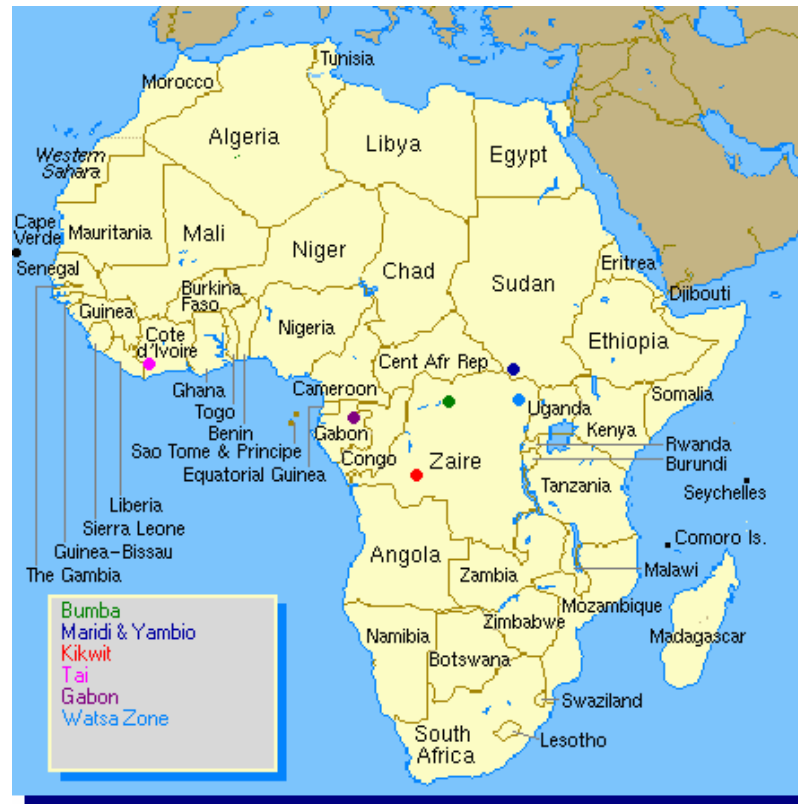 Tunisia
Morocco
Algeria
Libya
Egypt
Western
Sahara
Cape
Verde
Mauritania
Mali
Niger
Chad
Sudan
Eritrea
Senegal
Djibouti
Burkina
Faso
Guinea
Nigeria
Ethiopia
Cote
d'Ivoire
Cent Afr Rep
Ghana
Cameroon
Togo
Uganda
Somalia
Benin
Gabon
Kenya
Sao Tome & Principe
Rwanda
Congo
Zaire
Equatorial Guinea
Burundi
Tanzania
Seychelles
Liberia
Sierra Leone
Comoro Is.
Guinea-Bissau
Angola
The Gambia
Zambia
Malawi
Mozambique
Zimbabwe
Namibia
Madagascar
Botswana
Swaziland
South
Africa
Lesotho
Bumba
Maridi & Yambio
Kikwit
Tai
Gabon
Watsa Zone